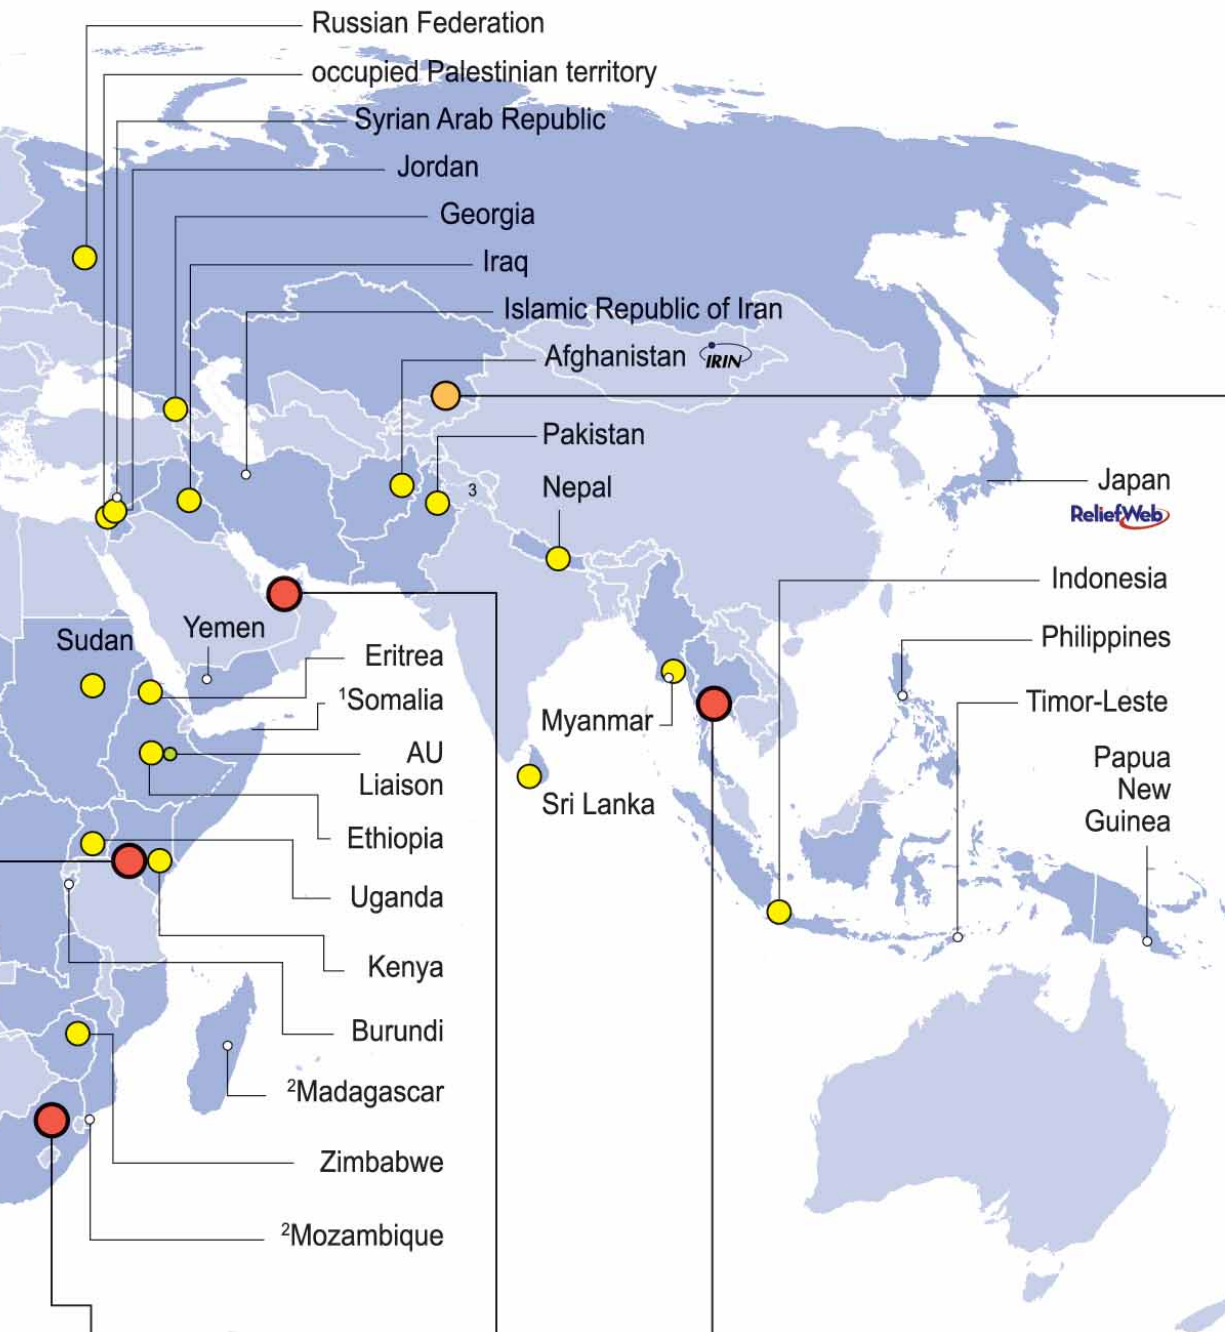 Russian Federation
occupied Palestinian territory
Syrian Arab Republic
Jordan
Georgia
Iraq
Islamic Republic of Iran
Afghanistan IRIN
Pakistan
3
Nepal
Japan
ReliefWeb
Indonesia
Philippines
Timor-Leste
Papua
New
Guinea
Sudan
Yemen
Eritrea
¹Somalia
AU
Liaison
Ethiopia
Uganda
Kenya
Burundi
²Madagascar
Zimbabwe
²Mozambique
Myanmar
Sri Lanka